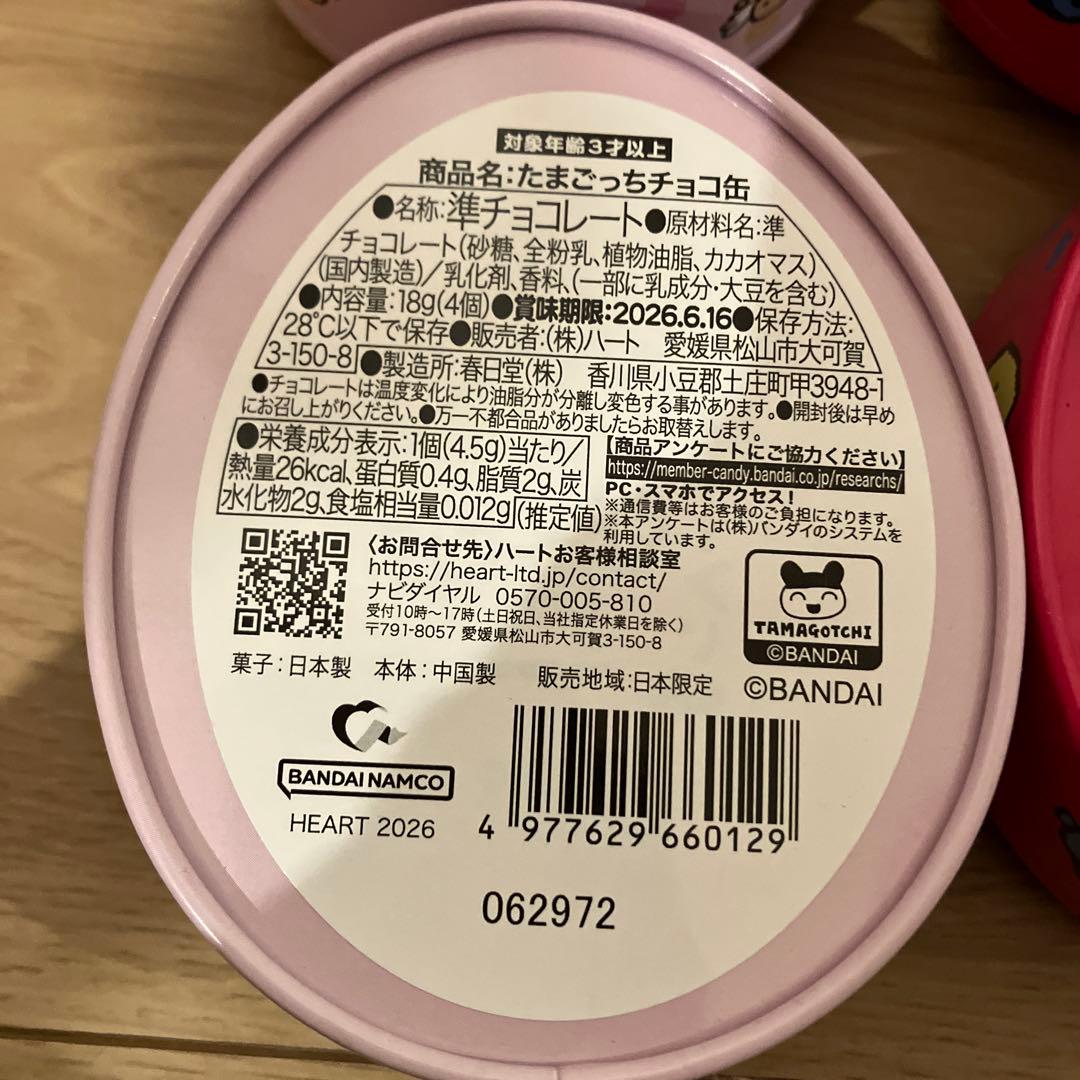 対象年齢3才以上
商品名:たまごっちチョコ缶
●名称:準チョコレート●原材料名:準
チョコレート(砂糖、全粉乳、植物油脂、カカオマス)
(国内製造)/乳化剤、香料、(一部に乳成分・大豆を含む)
●内容量:18g(4個)●賞味期限:2026.6.16●保存方法:
28℃以下で保存●販売者:(株)ハート 愛媛県松山市大可賀
3-150-8 ●製造所:春日堂(株) 香川県小豆郡土庄町甲3948-1
●チョコレートは温度変化により油脂分が分離し変色する事があります。●開封後は早め
にお召し上がりください。●万一不都合品がありましたらお取替えします。
●栄養成分表示:1個(4.5g)当たり/
熱量26kcal、蛋白質0.4g、脂質2g、炭
水化物2g、食塩相当量0.012g (推定値)
【商品アンケートにご協力ください】
https://member-candy.bandai.co.jp/researchs/
PC・スマホでアクセス!
※通信費等はお客様のご負担になります。
※本アンケートは(株)バンダイのシステムを
利用しています。
〈お問合せ先〉ハートお客様相談室
https://heart-ltd.jp/contact/
ナビダイヤル 0570-005-810
受付10時〜17時(土日祝日、当社指定休業日を除く)
〒791-8057 愛媛県松山市大可賀3-150-8
TAMAGOTCHI
©BANDAI
菓子:日本製 本体:中国製 販売地域:日本限定
©BANDAI
BANDAI NAMCO
HEART 2026
4 977629 660129
062972